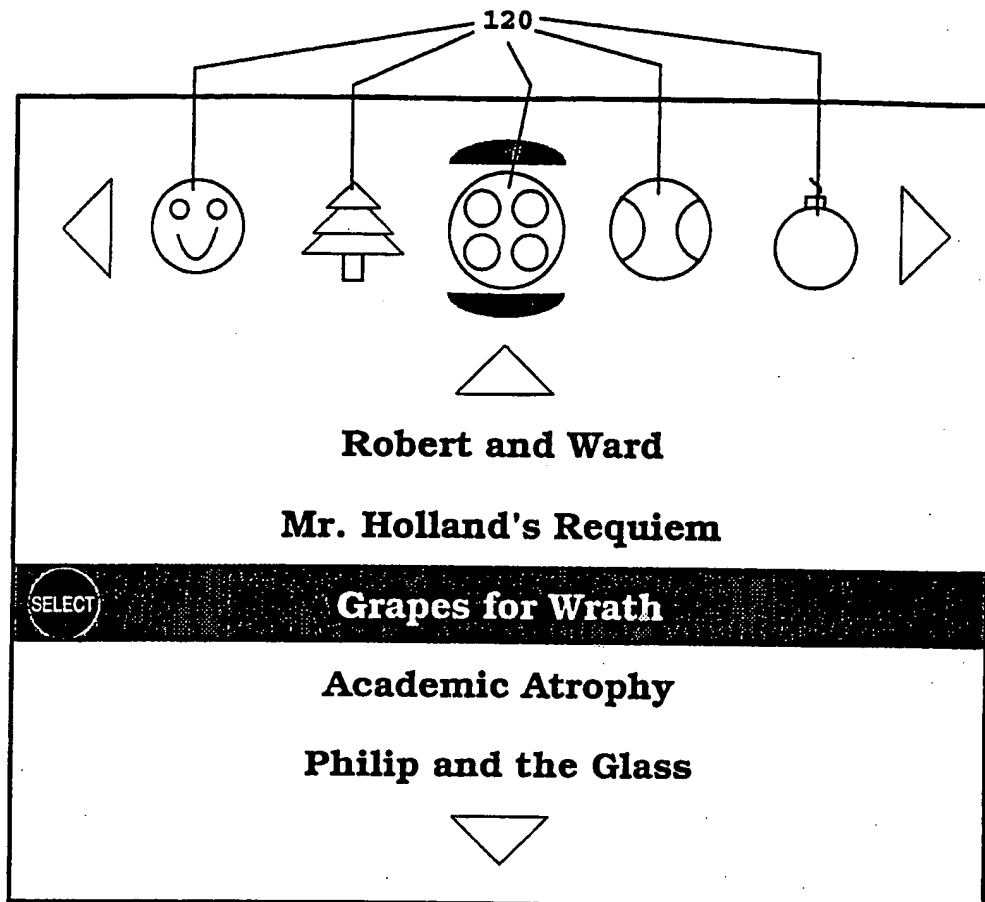 120
Robert and Ward
Mr. Holland's Requiem
SELECT Grapes for Wrath
Academic Atrophy
Philip and the Glass